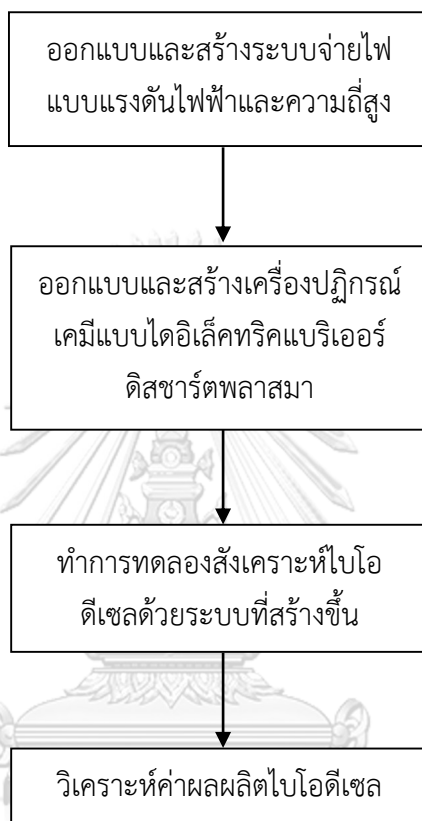 ออกแบบและสร้างระบบจ่ายไฟ
แบบแรงดันไฟฟ้าและความถี่สูง
ออกแบบและสร้างเครื่องปฏิกรณ์
เคมีแบบไดอิเล็คทริคแบริเออร์
ดิสชาร์ตพลาสมา
ทำการทดลองสังเคราะห์ไบโอ
ดีเซลด้วยระบบที่สร้างขึ้น
วิเคราะห์ค่าผลผลิตไบโอดีเซล